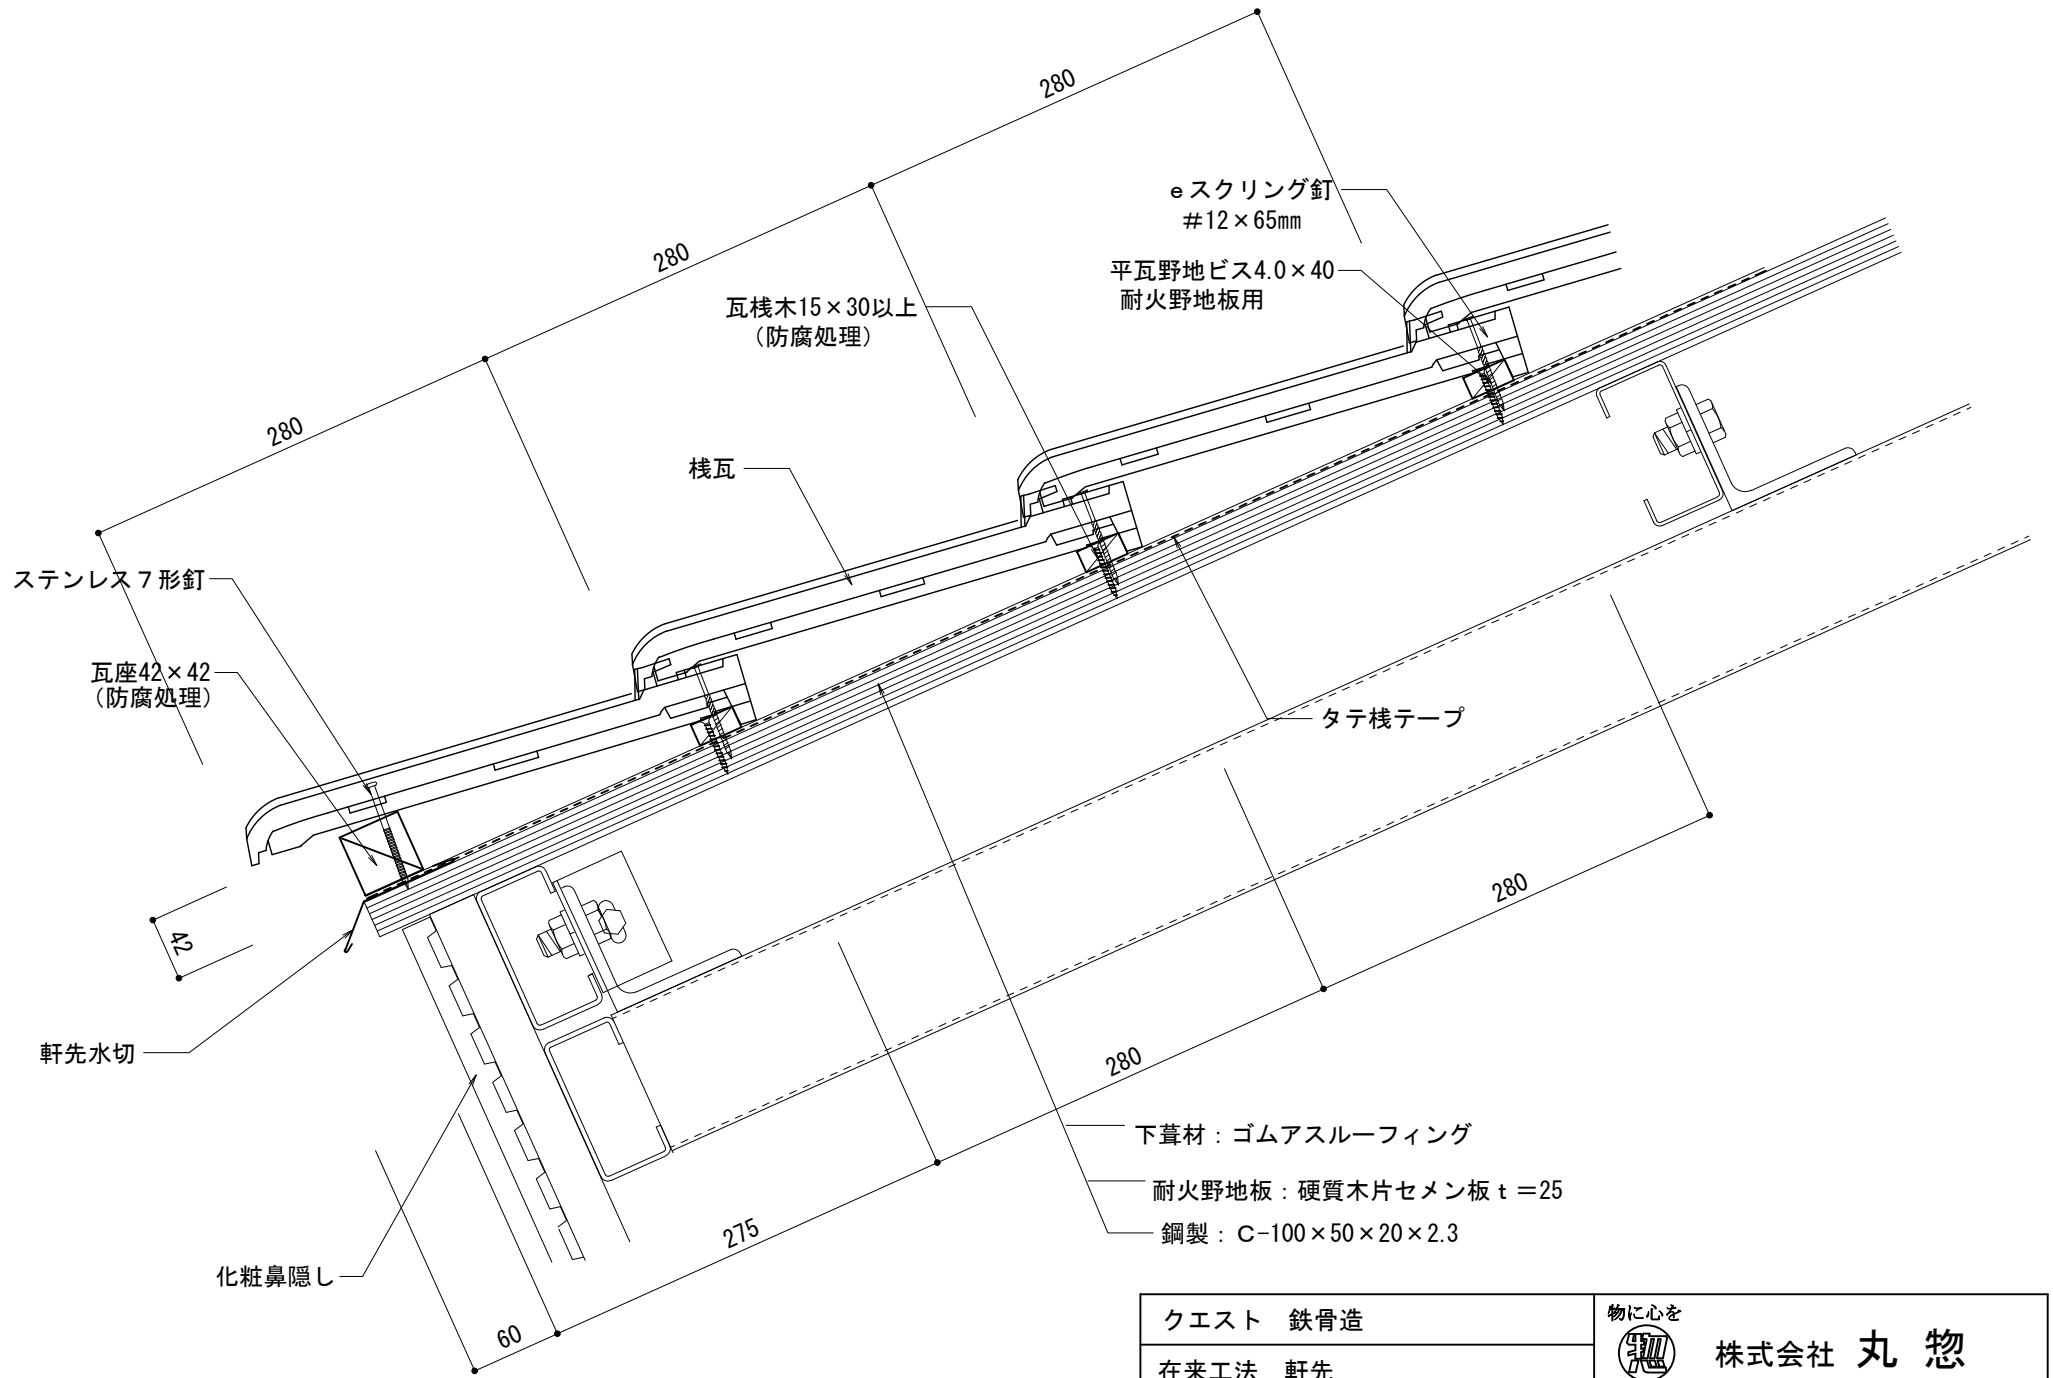 280
280
eスクリング釘
#12×65mm
280
平瓦野地ビス4.0×40
耐火野地板用
瓦桟木15×30以上
(防腐処理)
280
桟瓦
ステンレス7形釘
瓦座42×42
(防腐処理)
タテ桟テープ
280
42
軒先水切
280
下葺材:ゴムアスルーフィング
耐火野地板:硬質木片セメン板t=25
275
鋼製:C-100×50×20×2.3
化粧鼻隠し
60
クエスト 鉄骨造
在来工法 軒先
物に心を
惣
株式会社 丸惣